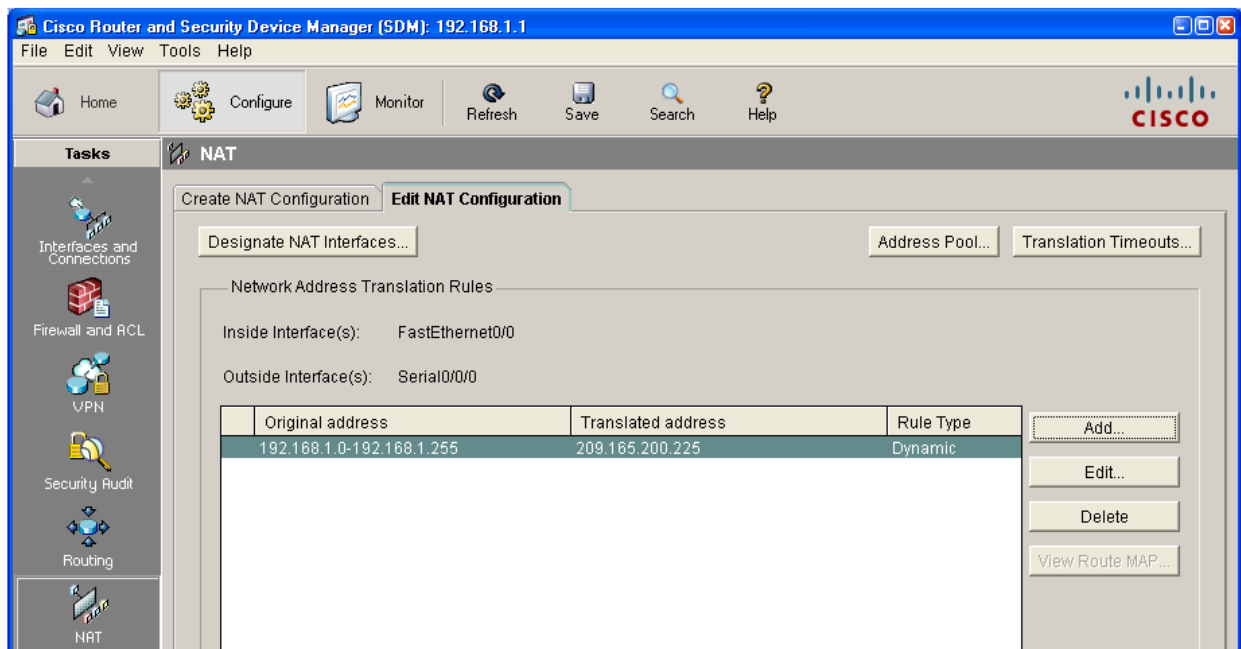 Cisco Router and Security Device Manager (SDM): 192.168.1.1
File Edit View Tools Help
Home Configure Monitor Refresh Save Search Help
CISCO
Tasks
NAT
Create NAT Configuration Edit NAT Configuration
Designate NAT Interfaces... Address Pool... Translation Timeouts...
Network Address Translation Rules
Inside Interface(s): FastEthernet0/0
Outside Interface(s): Serial0/0/0
Original address Translated address Rule Type
192.168.1.0-192.168.1.255 209.165.200.225 Dynamic
Add...
Edit...
Delete
View Route MAP...
Interfaces and
Connections
Firewall and ACL
VPN
Security Audit
Routing
NAT